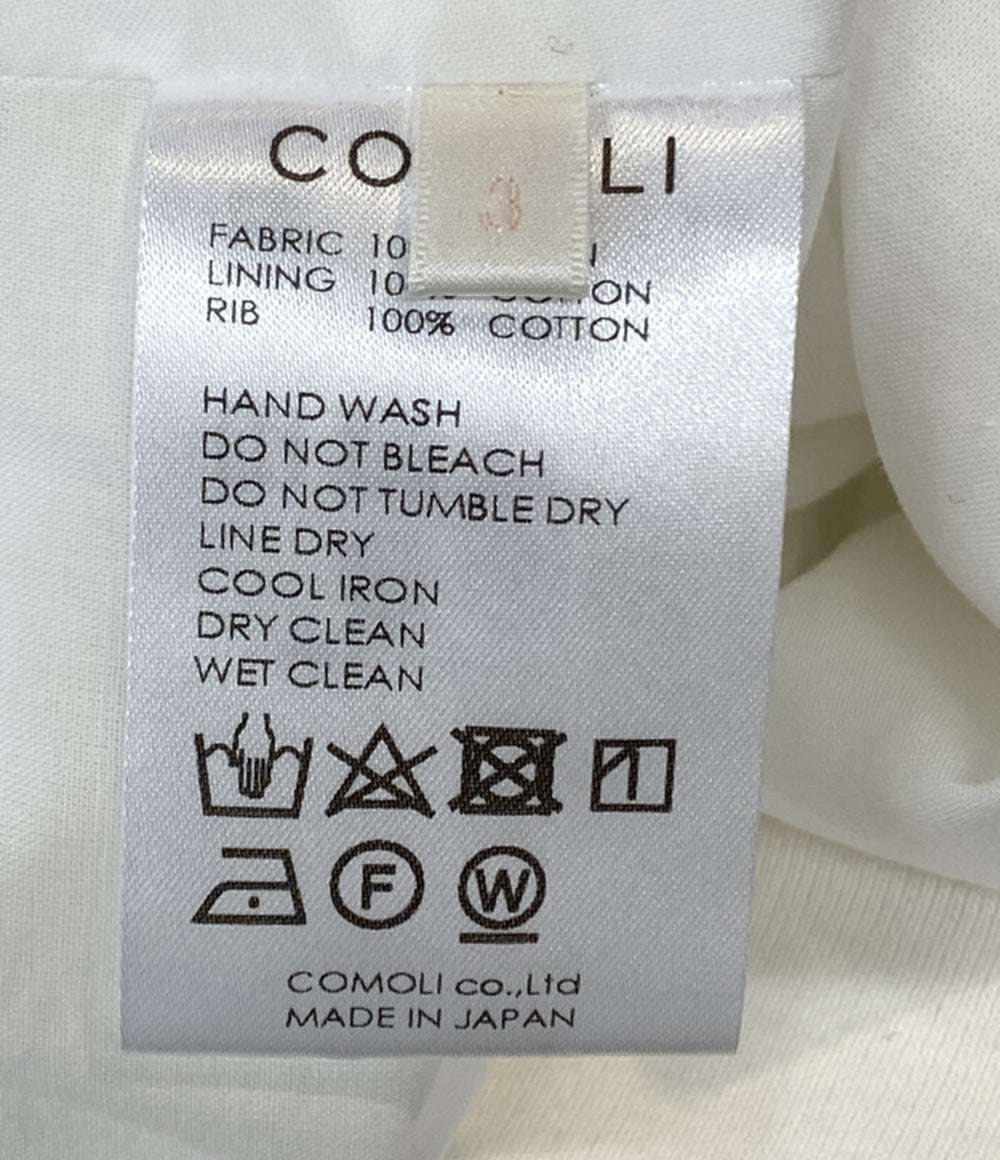 CO LI
3
FABRIC 10
LINING 10 ON
RIB 100% COTTON
HAND WASH
DO NOT BLEACH
DO NOT TUMBLE DRY
LINE DRY
COOL IRON
DRY CLEAN
WET CLEAN
F
W
COMOLI co.,Ltd
MADE IN JAPAN